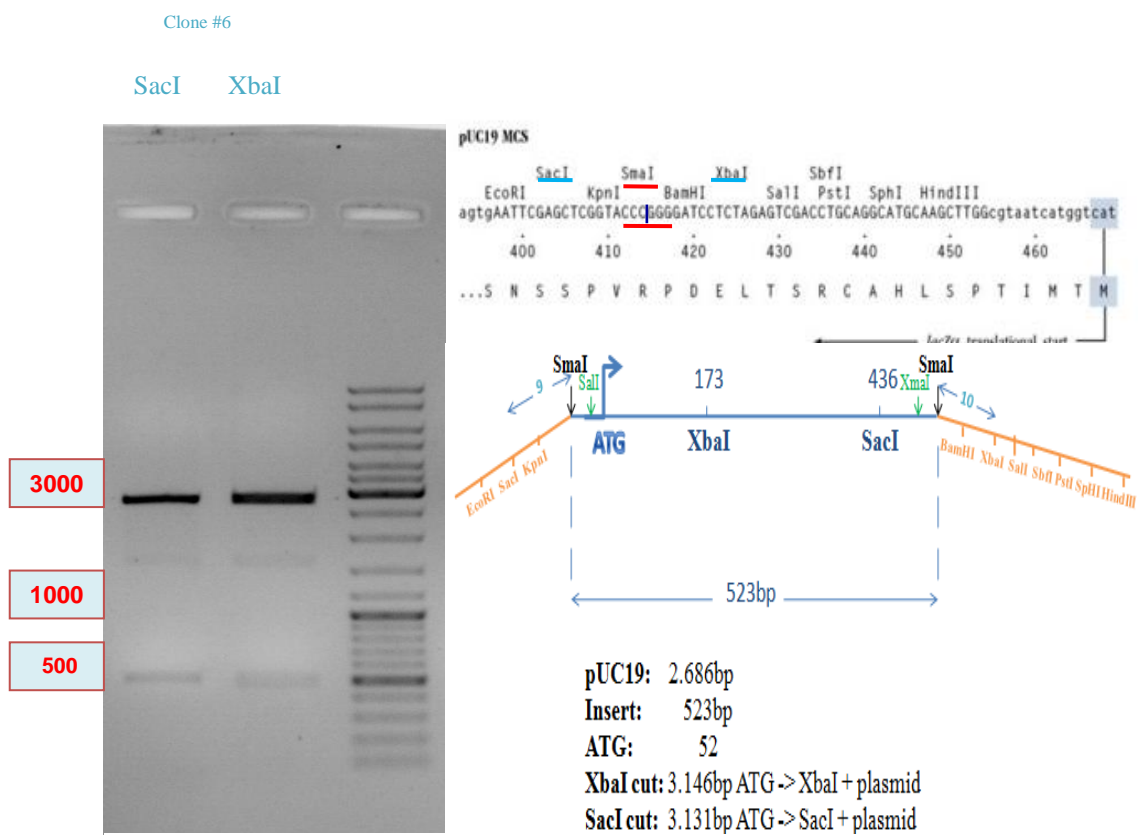 Clone #6
SacI XbaI
3000
1000
500
pUC19 MCS
SacI SmaI XbaI SbfI
EcoRI KpnI BamHI SalI PstI SphI HindIII
agtgAATTCGAGCTCGGTACCCGGGGATCCTCTAGAGTCGACCTGCAGGCATGCAAGCTTGGcgtaatcatggtcat
400 410 420 430 440 450 460
...S N S S P V R P D E L T S R C A H L S P T I M T M
lacZα translational start
SmaI SmaI
9 SalI 173 436 XmaI 10
ATG XbaI SacI
EcoRI SacI KpnI
BamHI XbaI SalI SbfI PstI SpHI HindIII
523bp
pUC19: 2.686bp
Insert: 523bp
ATG: 52
XbaI cut: 3.146bp ATG -> XbaI + plasmid
SacI cut: 3.131bp ATG -> SacI + plasmid